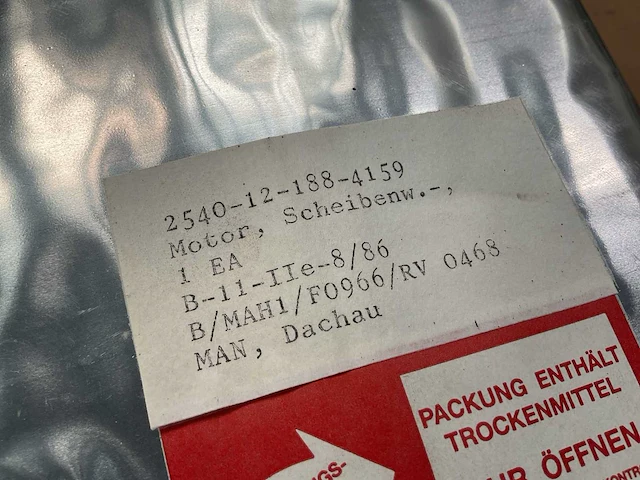 2540-12-188-4159
Motor, Scheibenw.-,
1 EA
B-11-IIe-8/86
B/MAH1/F0966/RV 0468
MAN, Dachau
PACKUNG ENTHÄLT
TROCKENMITTEL
ÖFFNEN